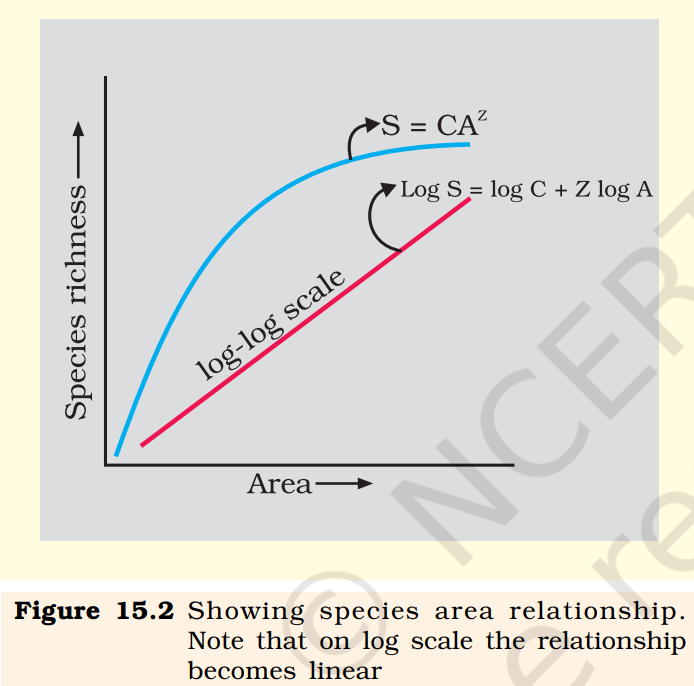 S = CAᶻ
Log S = log C + Z log A
log-log scale
Species richness
Area
© NCERT
re
Figure 15.2 Showing species area relationship.
Note that on log scale the relationship
becomes linear